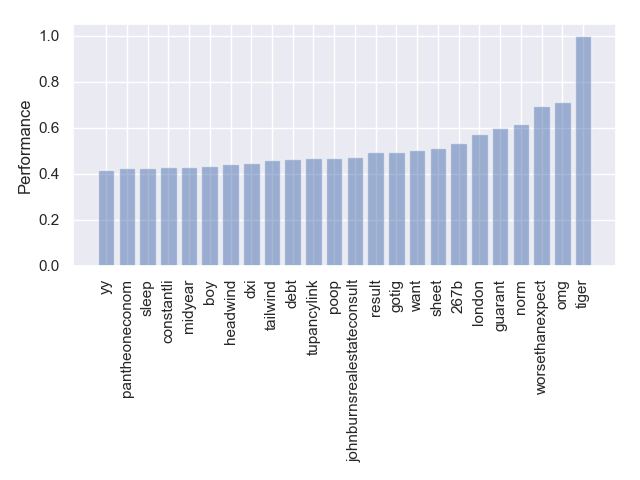 1.0
0.8
0.6
0.4
0.2
0.0
Performance
yy
pantheoneconom
sleep
constantli
midyear
boy
headwind
dxi
tailwind
debt
tupancylink
poop
johnburnsrealestateconsult
result
gotig
want
sheet
267b
london
guarant
norm
worsethanexpect
omg
tiger